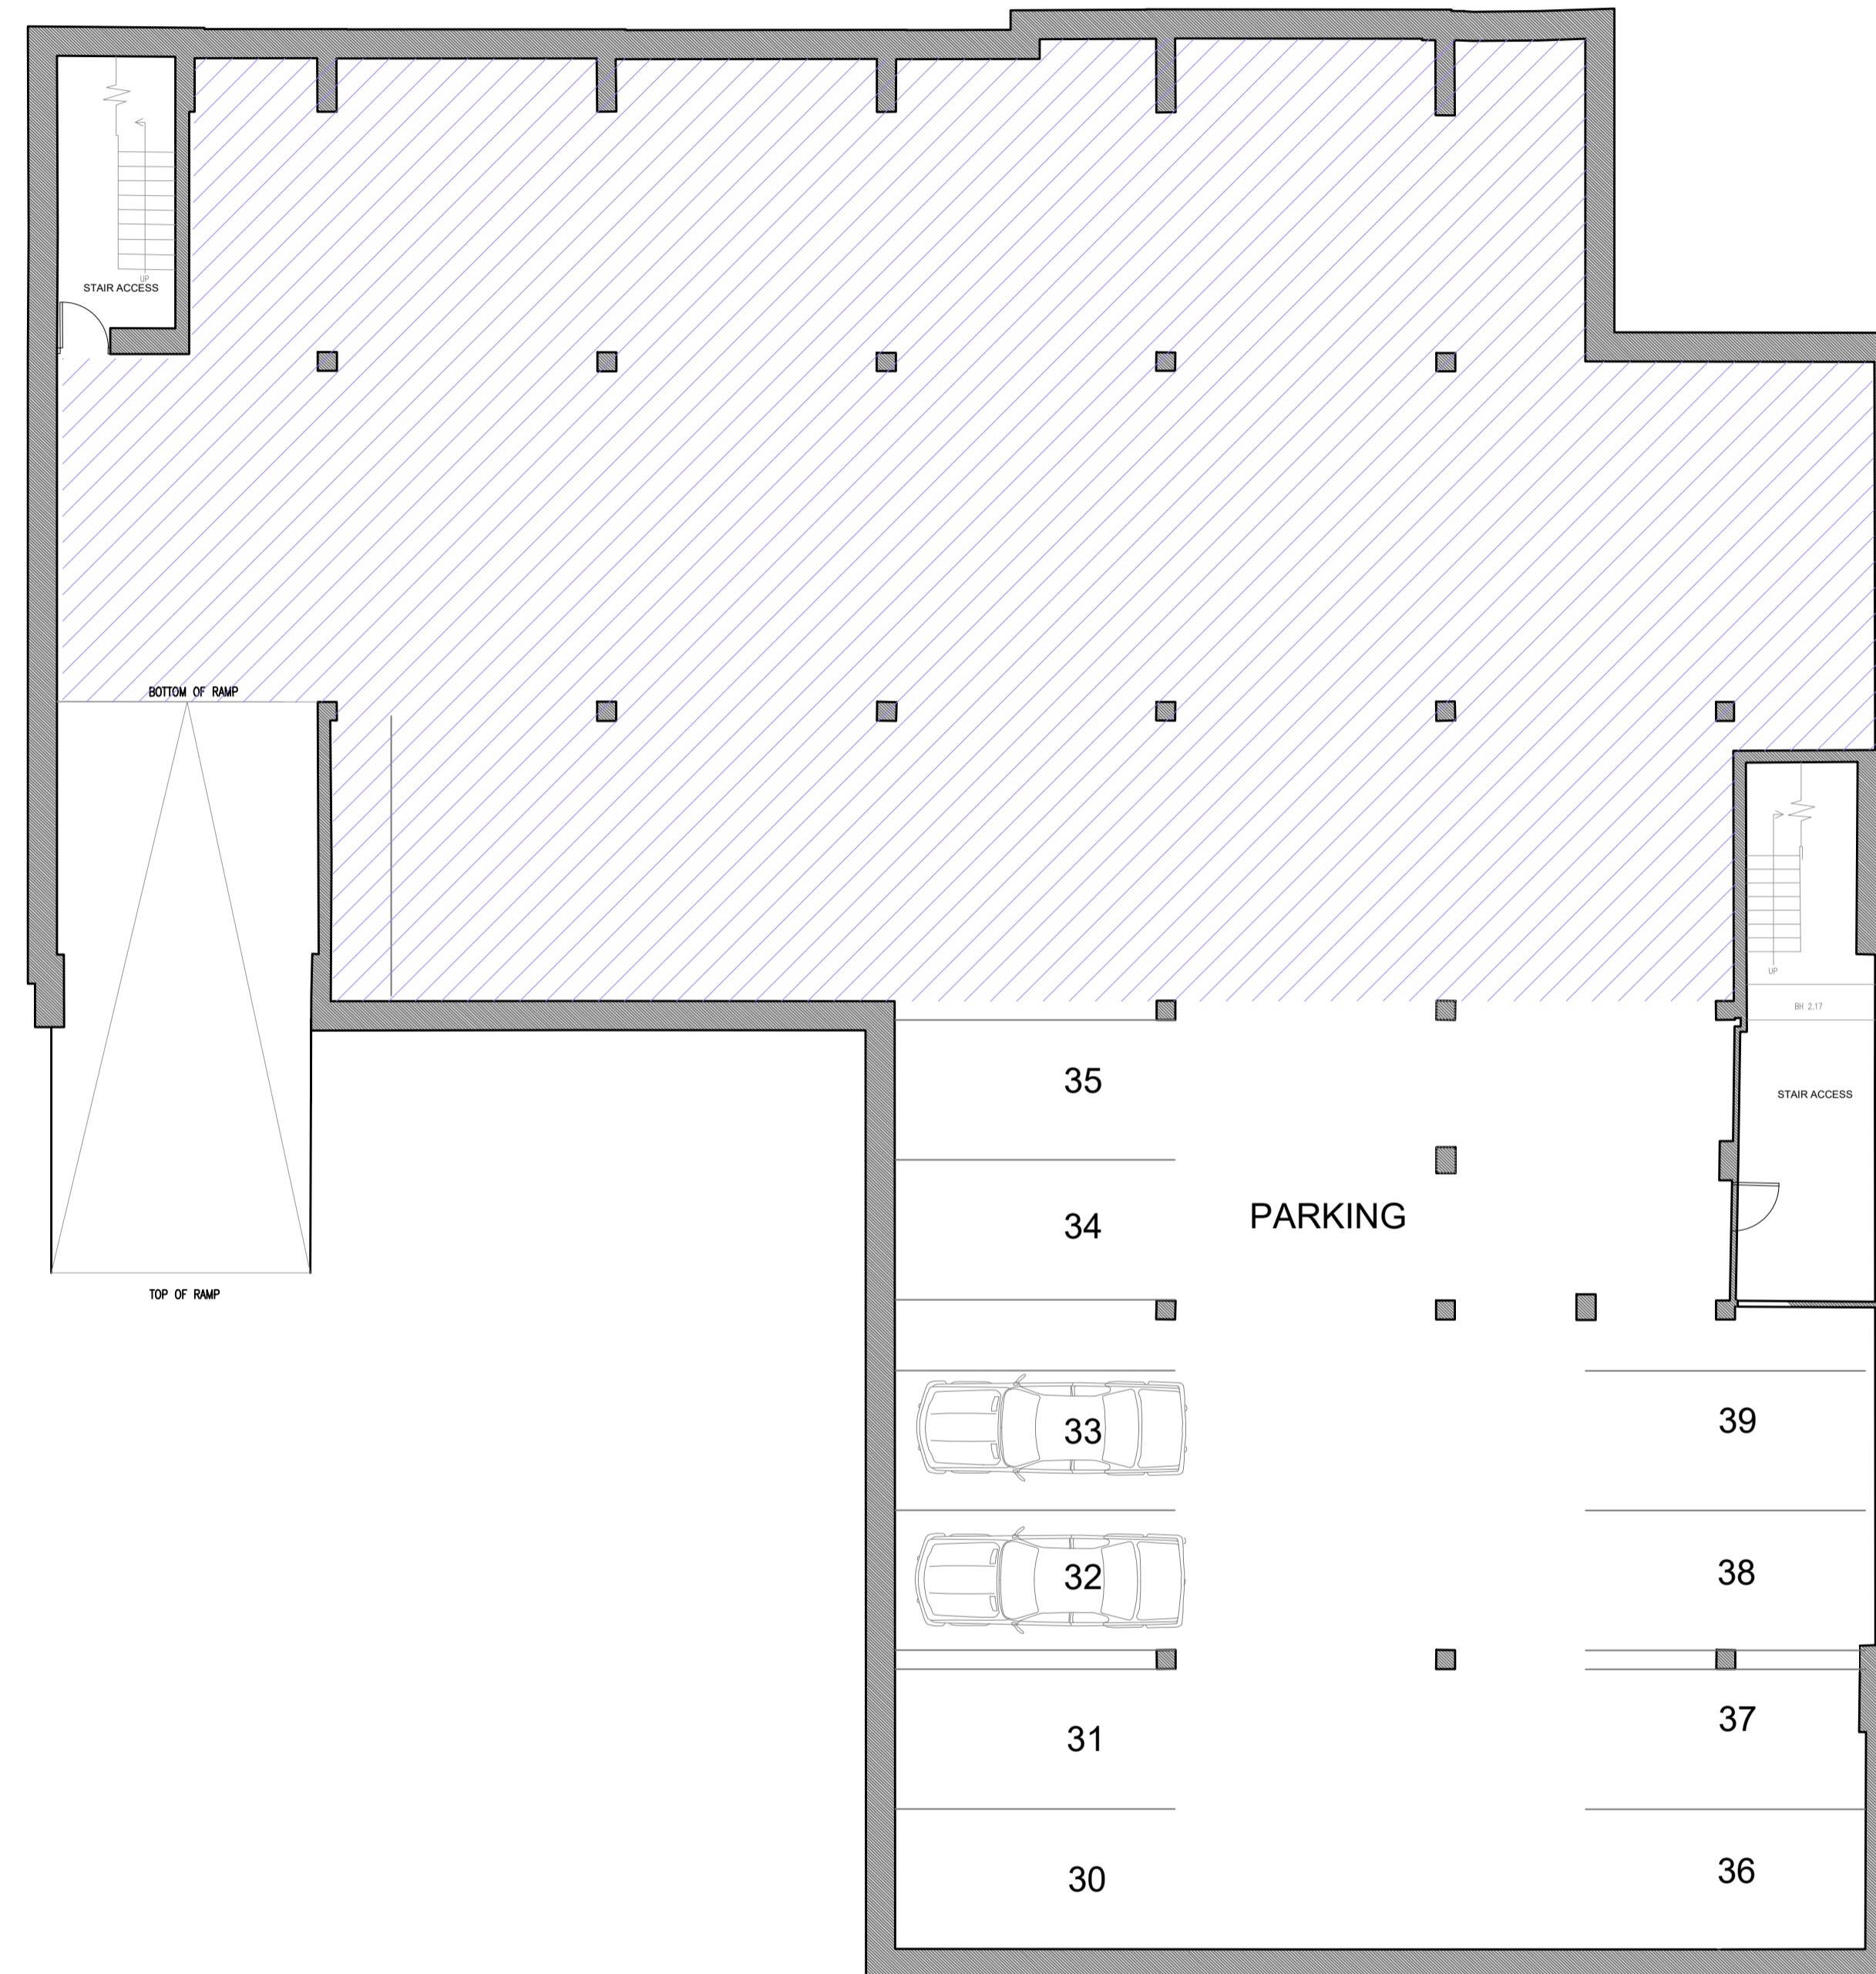 UP
STAIR ACCESS
BOTTOM OF RAMP
UP
BH 2.17
35
STAIR ACCESS
34
PARKING
TOP OF RAMP
33
39
32
38
31
37
30
36